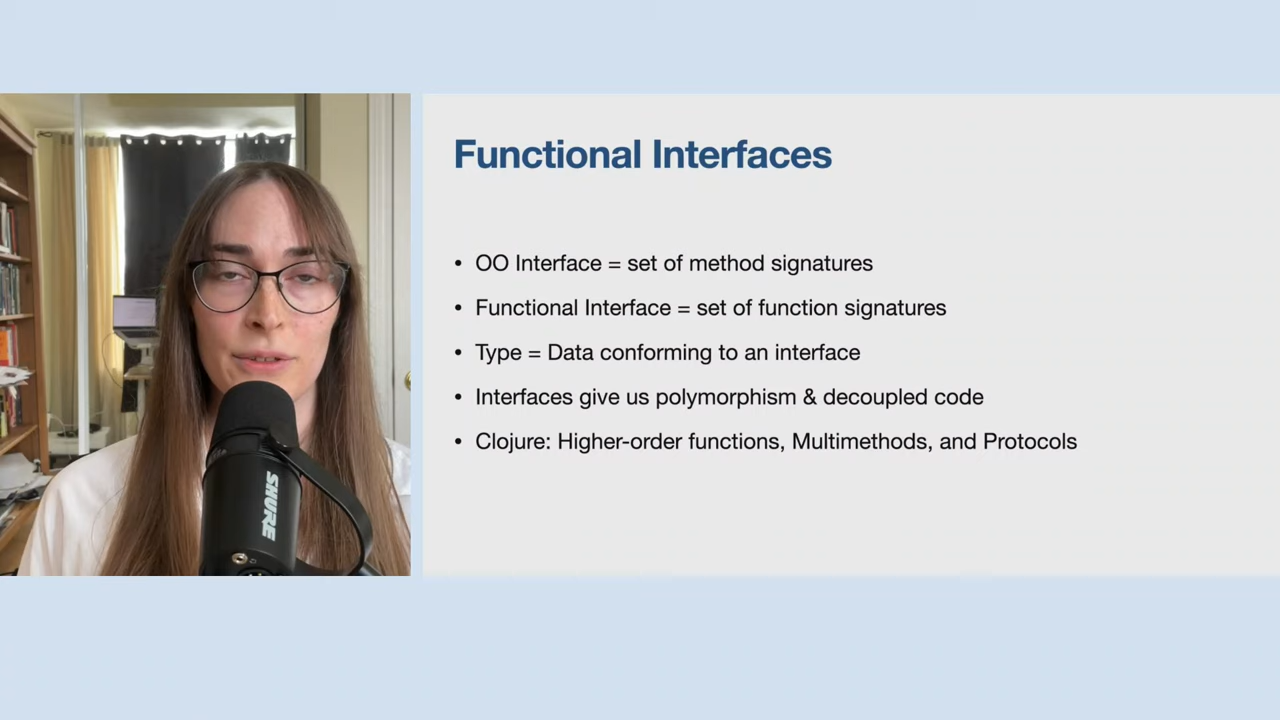 Functional Interfaces
• OO Interface = set of method signatures
• Functional Interface = set of function signatures
• Type = Data conforming to an interface
• Interfaces give us polymorphism & decoupled code
• Clojure: Higher-order functions, Multimethods, and Protocols
SHURE